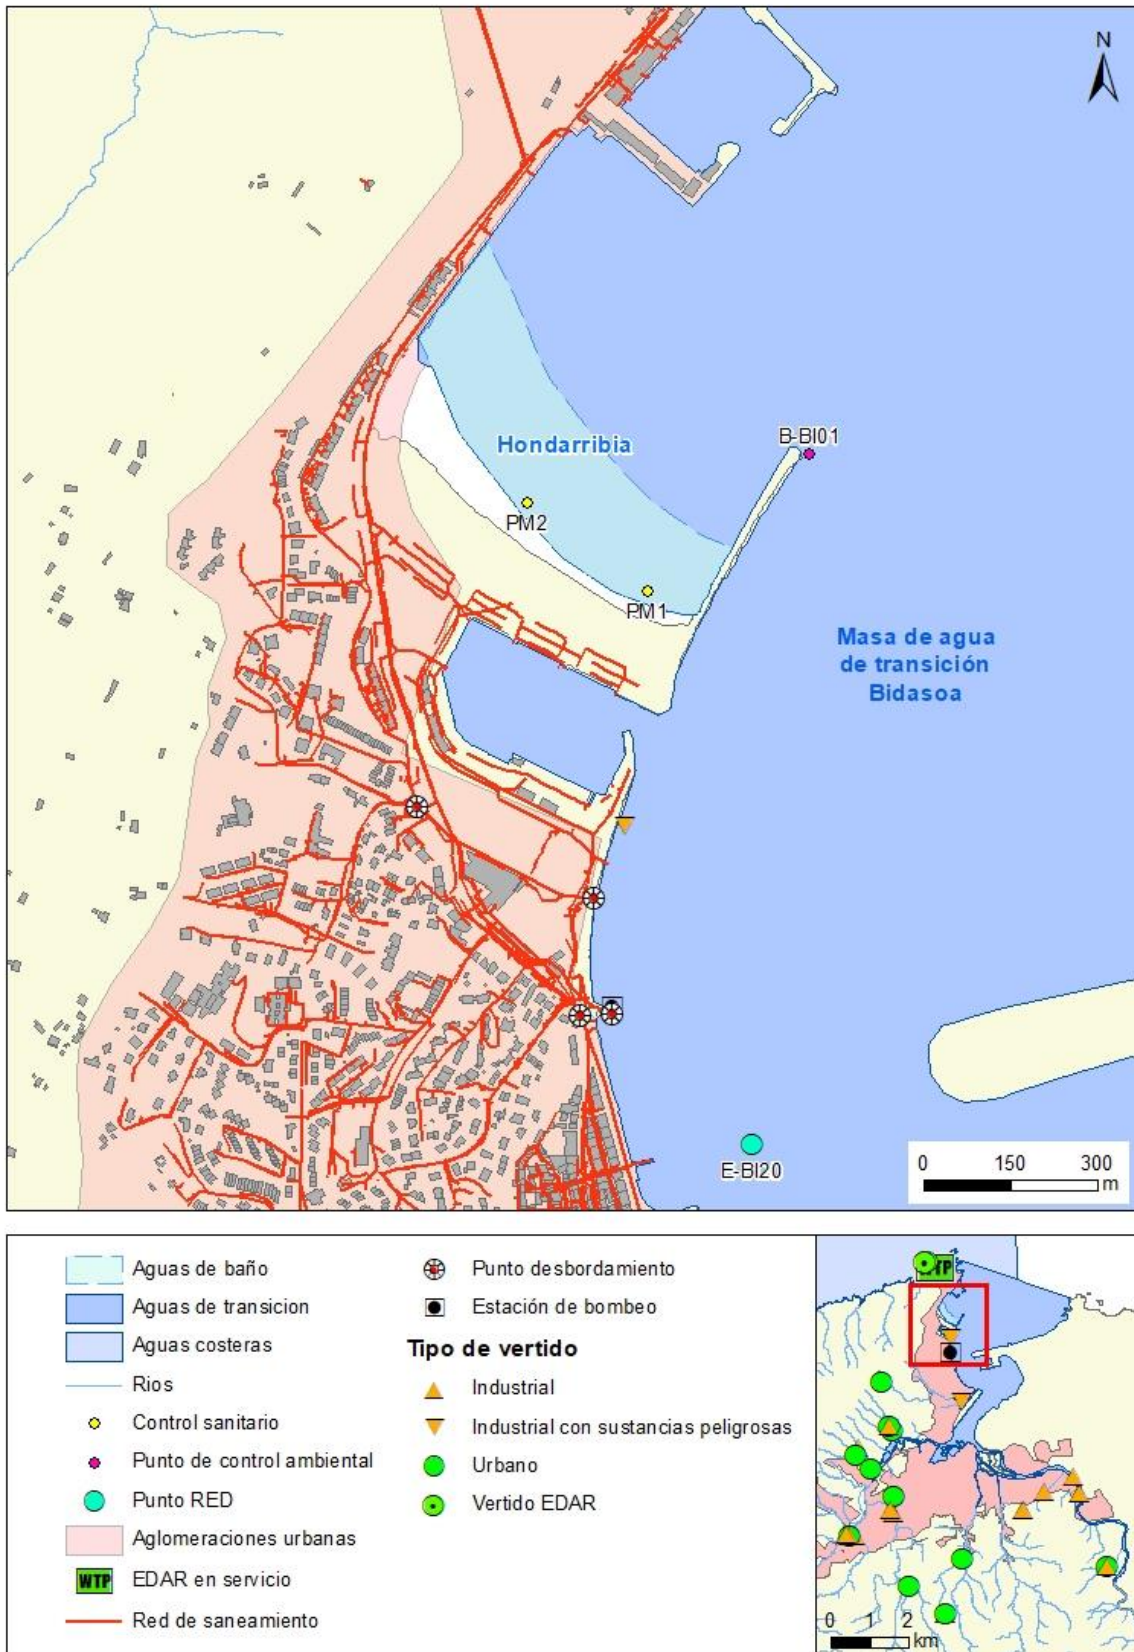 N
B-BI01
Hondarribia
PM2
PM1
Masa de agua
de transición
Bidasoa
E-BI20
0 150 300
m
Aguas de baño
Aguas de transicion
Aguas costeras
Rios
Control sanitario
Punto de control ambiental
Punto RED
Aglomeraciones urbanas
WTP EDAR en servicio
Red de saneamiento
Punto desbordamiento
Estación de bombeo
Tipo de vertido
Industrial
Industrial con sustancias peligrosas
Urbano
Vertido EDAR
WTP
0 1 2
km